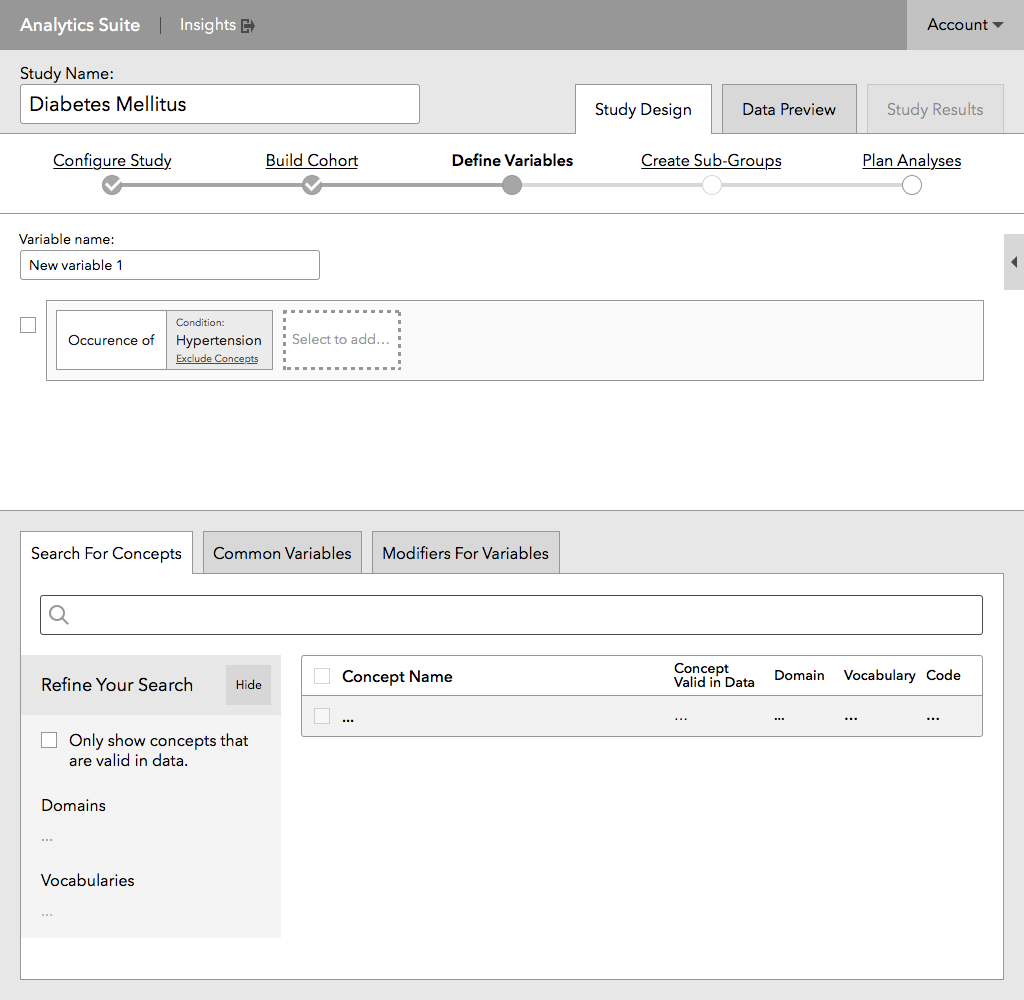 Analytics Suite | Insights Account
Study Name:
Diabetes Mellitus
Study Design Data Preview Study Results
Configure Study Build Cohort Define Variables Create Sub-Groups Plan Analyses
Variable name:
New variable 1
Occurence of
Condition:
Hypertension
Exclude Concepts
Select to add...
Search For Concepts Common Variables Modifiers For Variables
Refine Your Search Hide
Only show concepts that
are valid in data.
Domains
...
Vocabularies
...
Concept Name Concept
Valid in Data Domain Vocabulary Code
... ... ... ... ...